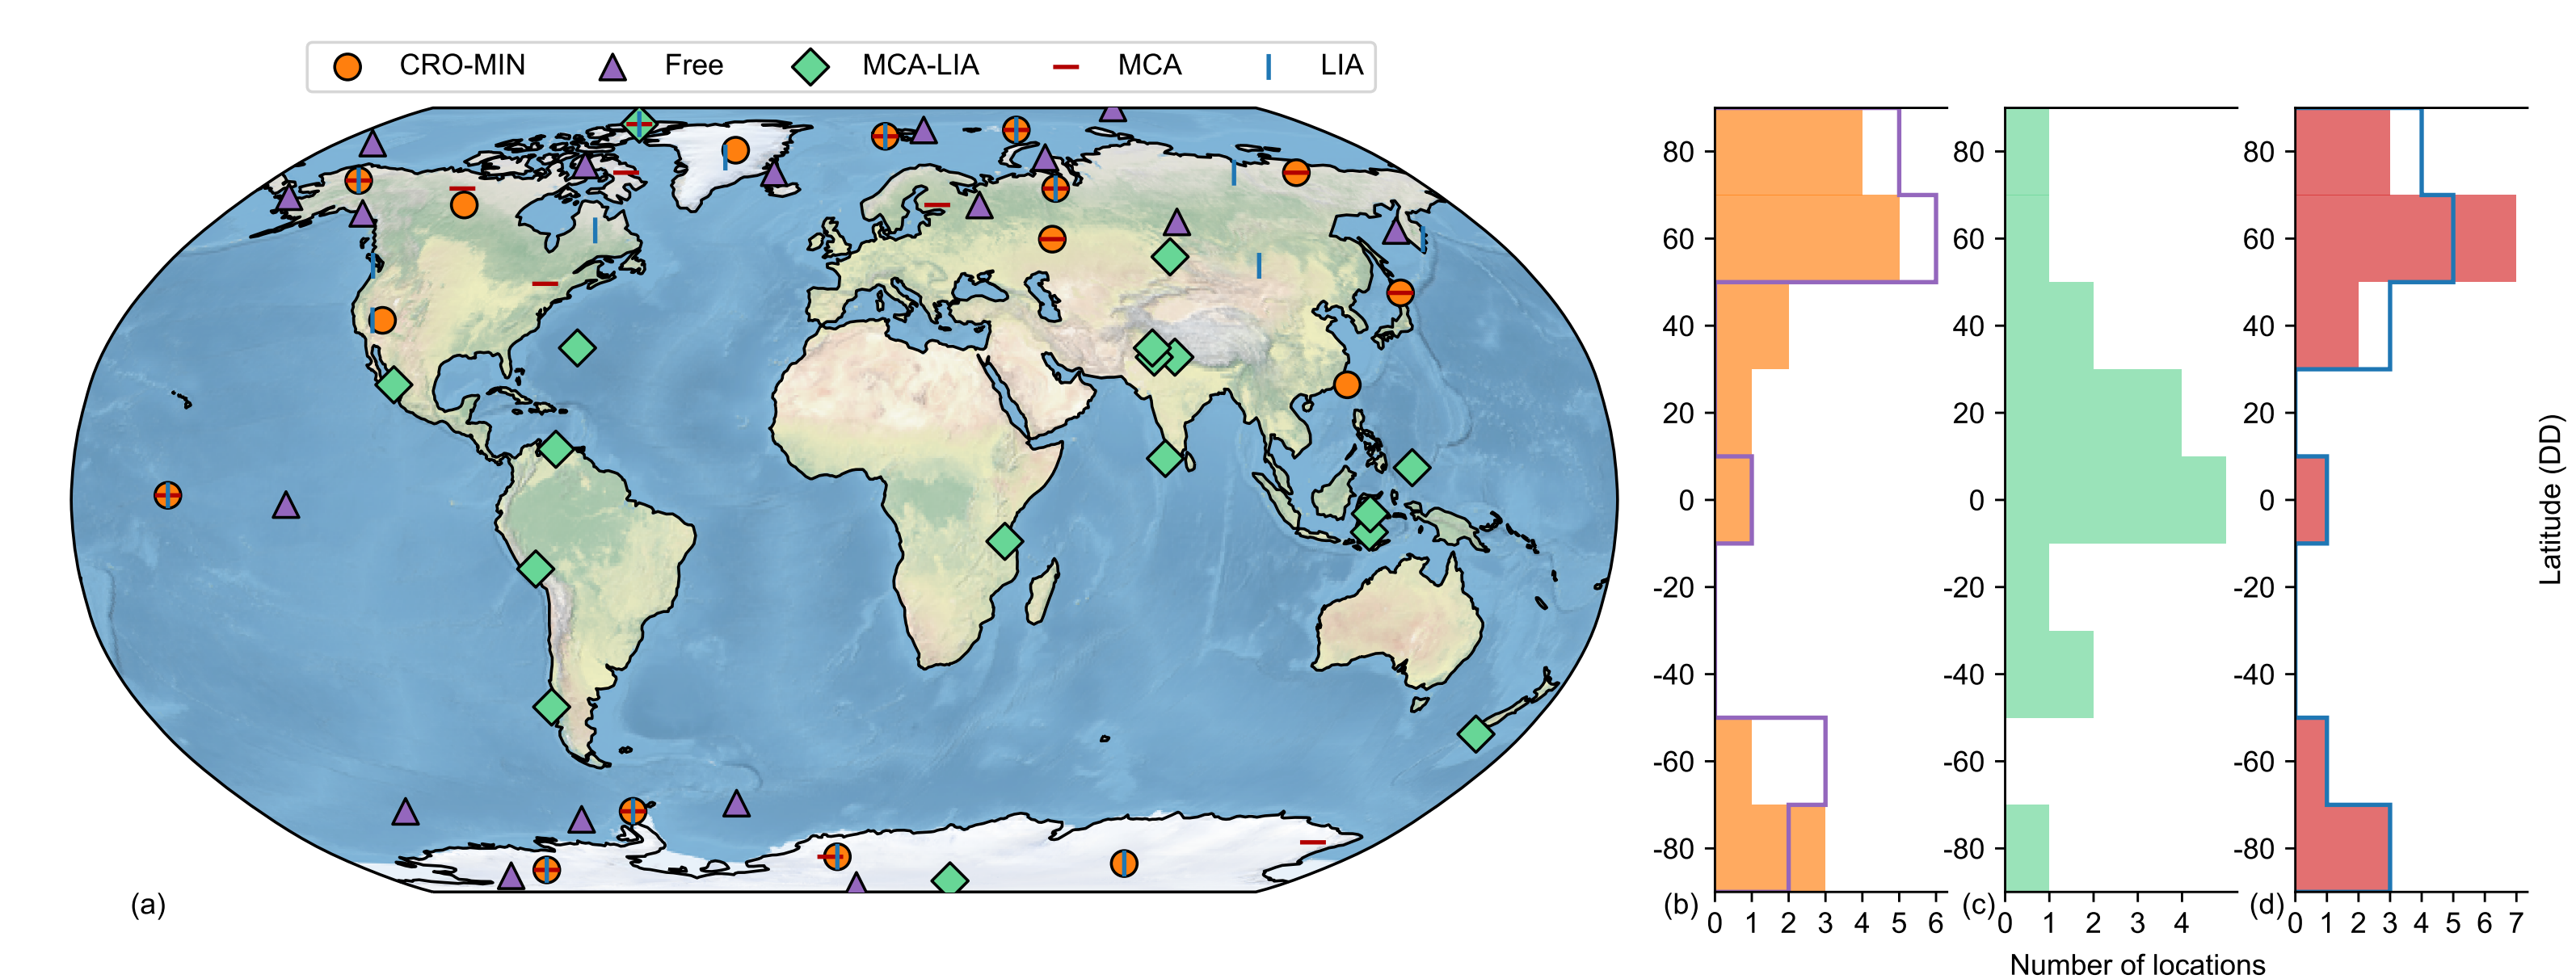 CRO-MIN Free MCA-LIA MCA LIA
80 80 80
60 60 60
40 40 40
20 20 20
0 0 0
-20 -20 -20
-40 -40 -40
-60 -60 -60
-80 -80 -80
Latitude (DD)
(a) (b) (c) (d)
0 1 2 3 4 5 6 0 1 2 3 4 0 1 2 3 4 5 6 7
Number of locations